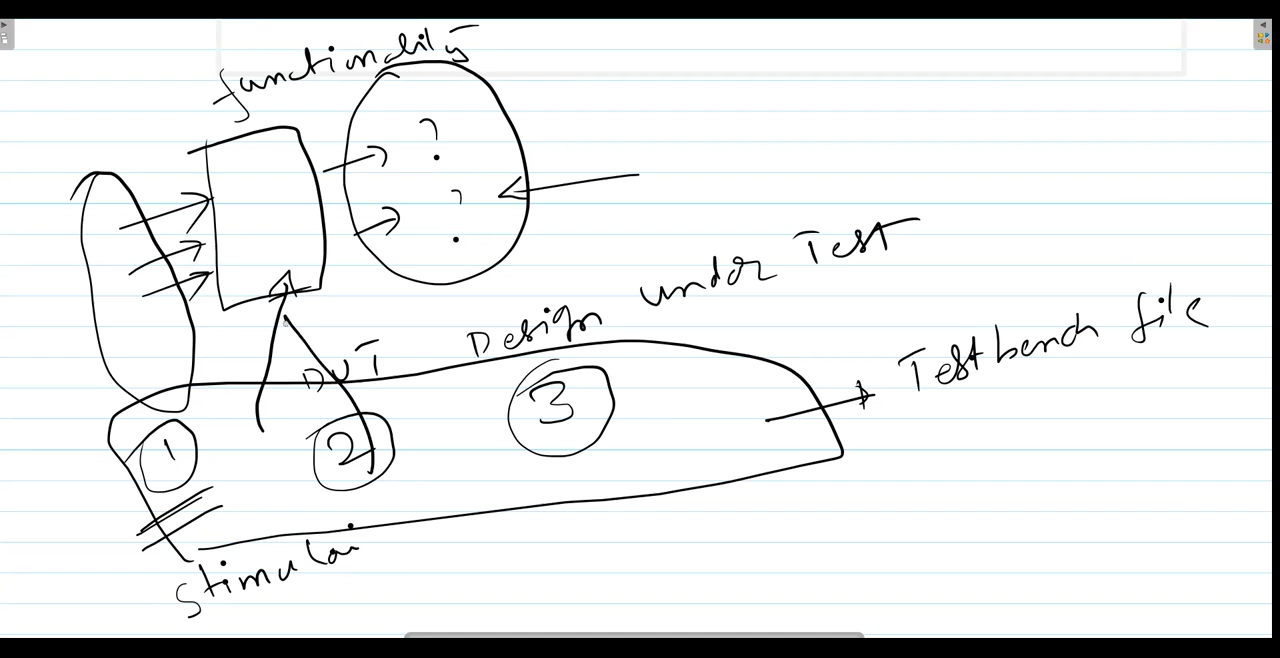 functionality
?
?
Design under Test
DUT
Testbench file
1
2
3
Stimulai